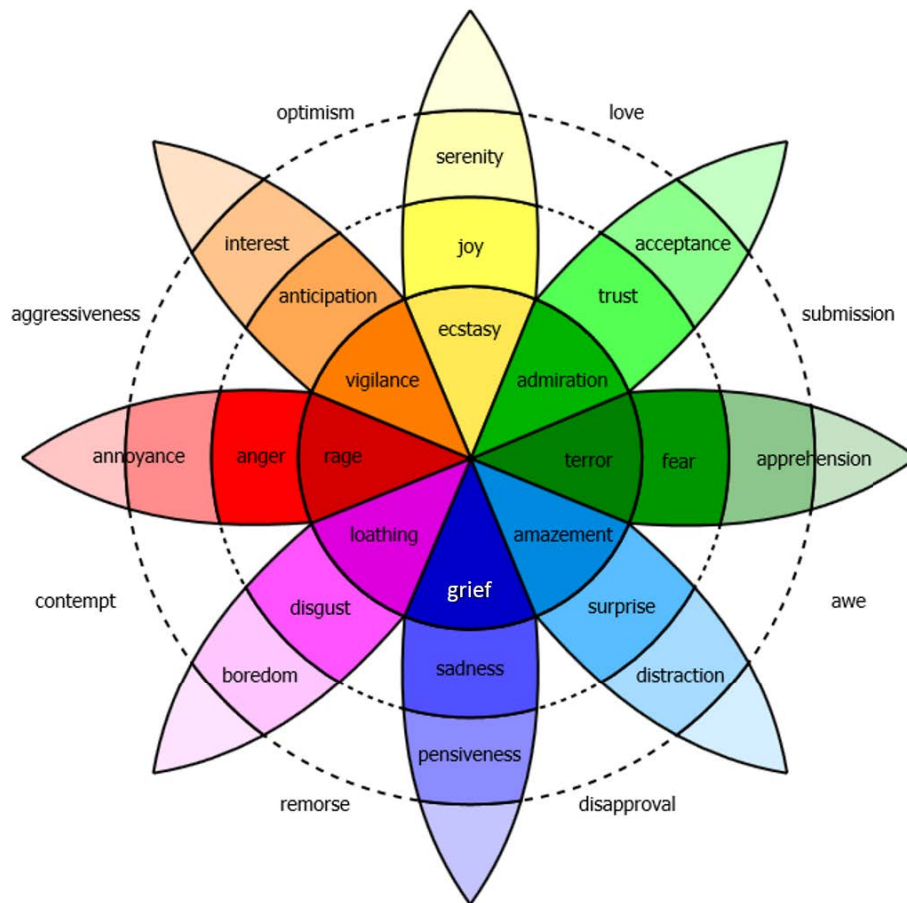 optimism
love
serenity
interest
acceptance
joy
anticipation
trust
aggressiveness
submission
ecstasy
vigilance
admiration
annoyance
anger
rage
terror
fear
apprehension
loathing
amazement
grief
contempt
disgust
surprise
awe
boredom
sadness
distraction
pensiveness
remorse
disapproval